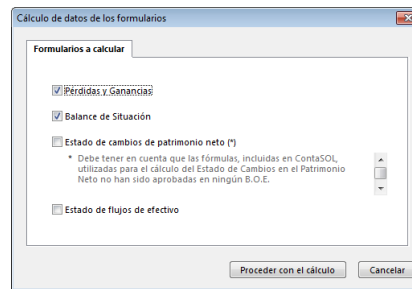 Cálculo de datos de los formularios
Formularios a calcular
Pérdidas y Ganancias
Balance de Situación
Estado de cambios de patrimonio neto (*)
* Debe tener en cuenta que las fórmulas, incluidas en ContaSOL,
utilizadas para el cálculo del Estado de Cambios en el Patrimonio
Neto no han sido aprobadas en ningún B.O.E.
Estado de flujos de efectivo
Proceder con el cálculo
Cancelar